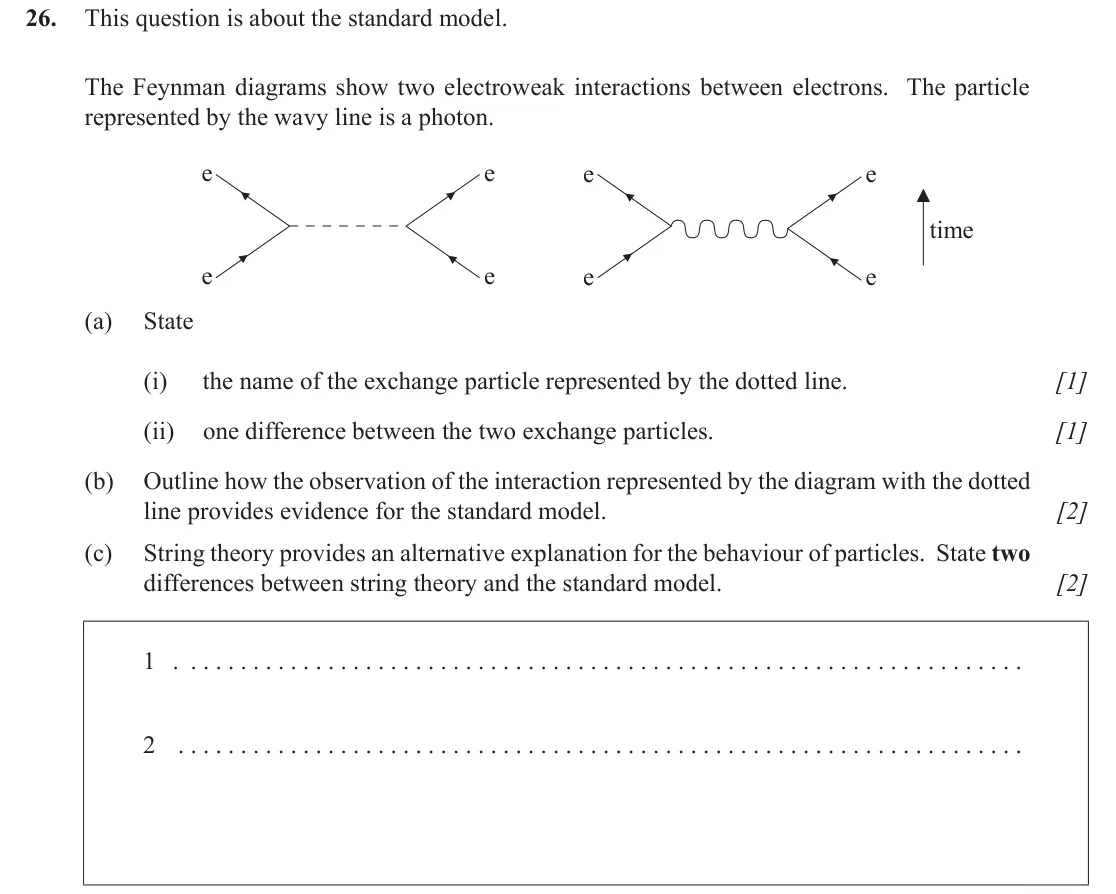 26. This question is about the standard model.
The Feynman diagrams show two electroweak interactions between electrons. The particle
represented by the wavy line is a photon.
e e e e
time
e e e e
(a) State
(i) the name of the exchange particle represented by the dotted line. [1]
(ii) one difference between the two exchange particles. [1]
(b) Outline how the observation of the interaction represented by the diagram with the dotted
line provides evidence for the standard model. [2]
(c) String theory provides an alternative explanation for the behaviour of particles. State two
differences between string theory and the standard model. [2]
1 . . . . . . . . . . . . . . . . . . . . . . . . . . . . . . . . . . . . . . . . . . . . . . . . . . . . . . . . . . . . . . . . . . . .
2 . . . . . . . . . . . . . . . . . . . . . . . . . . . . . . . . . . . . . . . . . . . . . . . . . . . . . . . . . . . . . . . . . . . .